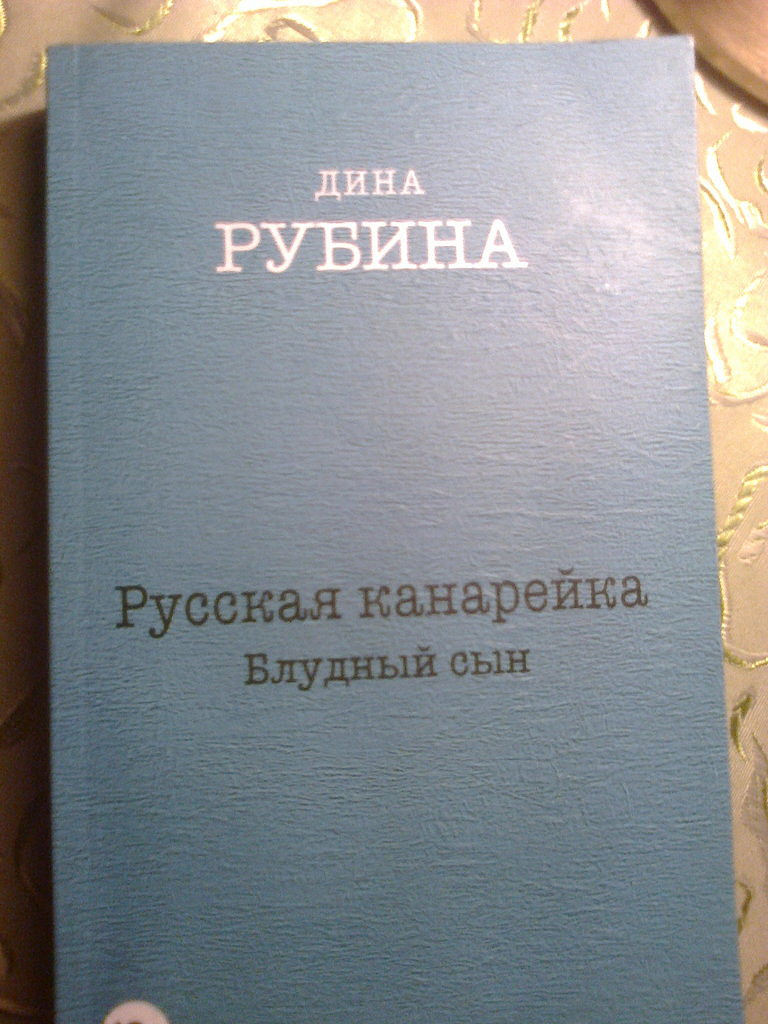 ДИНА
РУБИНА
Русская канарейка
Блудный сын